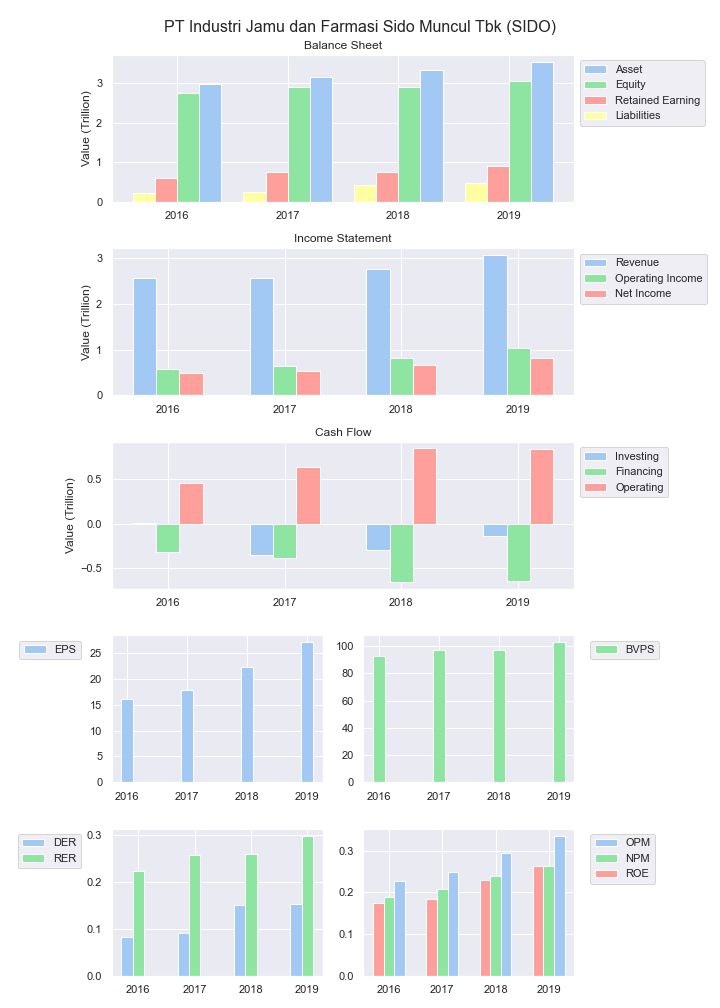 PT Industri Jamu dan Farmasi Sido Muncul Tbk (SIDO)
Balance Sheet
Value (Trillion)
3
2
1
0
2016 2017 2018 2019
Asset
Equity
Retained Earning
Liabilities
Income Statement
Value (Trillion)
3
2
1
0
2016 2017 2018 2019
Revenue
Operating Income
Net Income
Cash Flow
Value (Trillion)
0.5
0.0
−0.5
2016 2017 2018 2019
Investing
Financing
Operating
EPS
25
20
15
10
5
0
2016 2017 2018 2019
100
80
60
40
20
0
2016 2017 2018 2019
BVPS
DER
RER
0.3
0.2
0.1
0.0
2016 2017 2018 2019
0.3
0.2
0.1
0.0
2016 2017 2018 2019
OPM
NPM
ROE